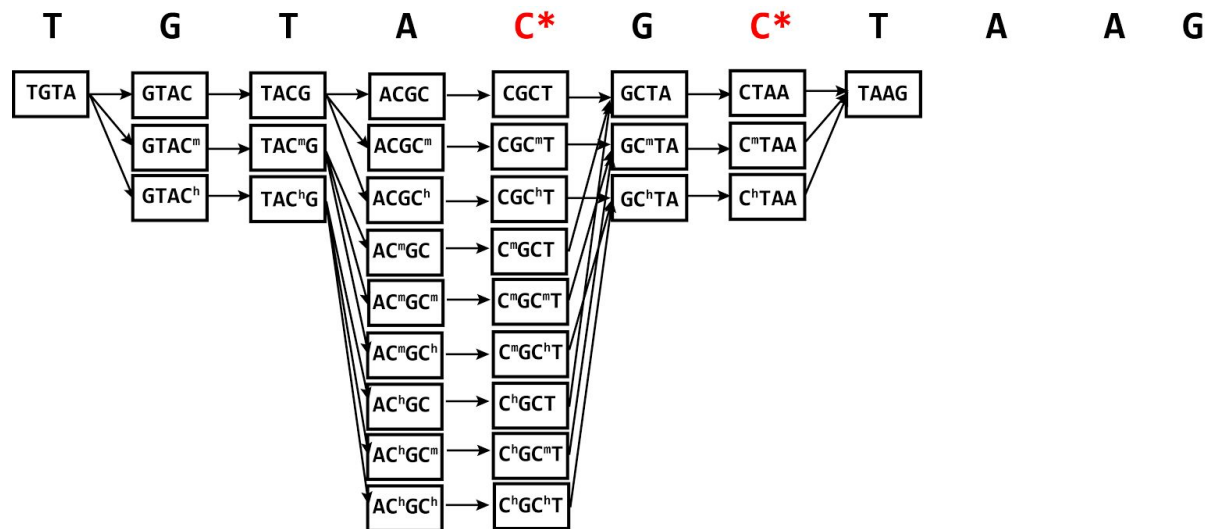 T G T A C* G C* T A A G
TGTA GTAC TACG ACGC CGCT GCTA CTAA TAAG
GTACᵐ TACᵐG ACGCᵐ CGCᵐT GCᵐTA CᵐTAA
GTACʰ TACʰG ACGCʰ CGCʰT GCʰTA CʰTAA
ACᵐGC CᵐGCT
ACᵐGCᵐ CᵐGCᵐT
ACᵐGCʰ CᵐGCʰT
ACʰGC CʰGCT
ACʰGCᵐ CʰGCᵐT
ACʰGCʰ CʰGCʰT